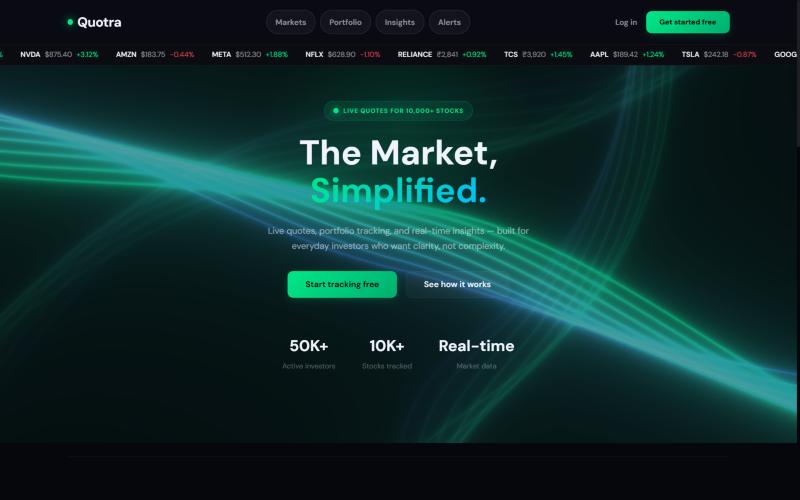 Quotra
Markets Portfolio Insights Alerts
Log in Get started free
NVDA $875.40 +3.12% AMZN $183.75 -0.44% META $512.30 +1.88% NFLX $628.90 -1.10% RELIANCE ₹2,841 +0.92% TCS ₹3,920 +1.45% AAPL $189.42 +1.24% TSLA $242.18 -0.87% GOOG
LIVE QUOTES FOR 10,000+ STOCKS
The Market,
Simplified.
Live quotes, portfolio tracking, and real-time insights — built for
everyday investors who want clarity, not complexity.
Start tracking free See how it works
50K+ 10K+ Real-time
Active investors Stocks tracked Market data